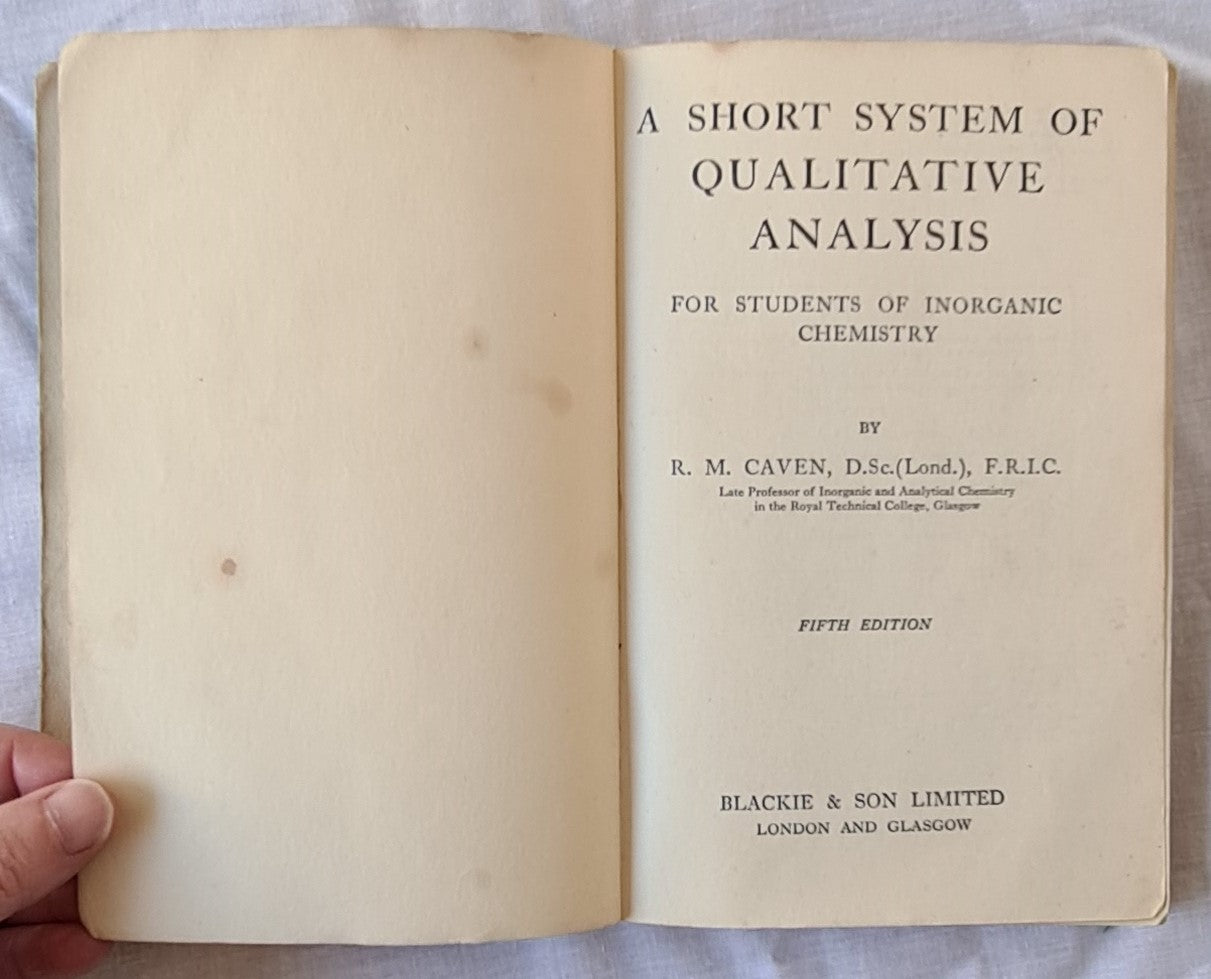 A SHORT SYSTEM OF
QUALITATIVE
ANALYSIS
FOR STUDENTS OF INORGANIC
CHEMISTRY
BY
R. M. CAVEN, D.Sc.(Lond.), F.R.I.C.
Late Professor of Inorganic and Analytical Chemistry
in the Royal Technical College, Glasgow
FIFTH EDITION
BLACKIE & SON LIMITED
LONDON AND GLASGOW